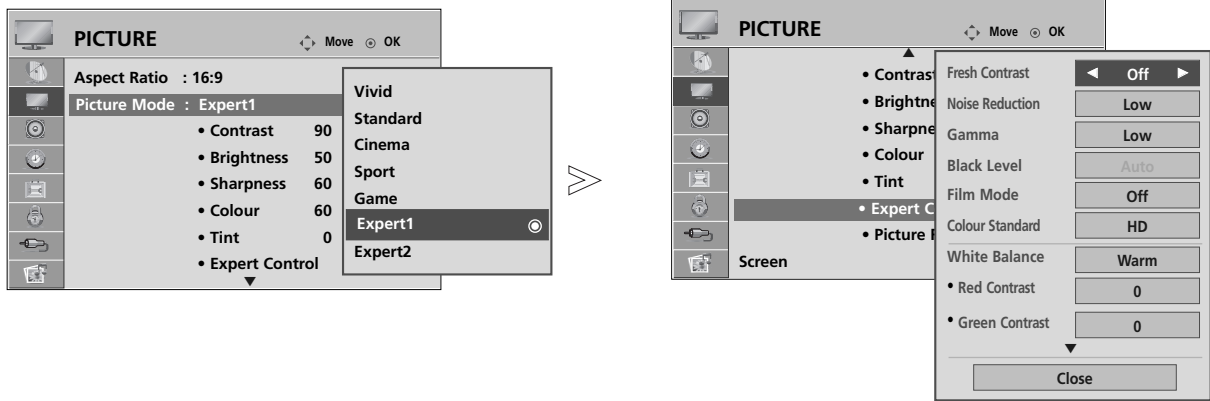 PICTURE
Move ⊙ OK
Aspect Ratio : 16:9
Picture Mode : Expert1
• Contrast 90
• Brightness 50
• Sharpness 60
• Colour 60
• Tint 0
• Expert Control
▼
Vivid
Standard
Cinema
Sport
Game
Expert1 ◉
Expert2
PICTURE
Move ⊙ OK
▲
• Contras
• Brightne
• Sharpne
• Colour
• Tint
• Expert C
• Picture
Screen
Fresh Contrast ◀ Off ▶
Noise Reduction Low
Gamma Low
Black Level Auto
Film Mode Off
Colour Standard HD
White Balance Warm
• Red Contrast 0
• Green Contrast 0
▼
Close